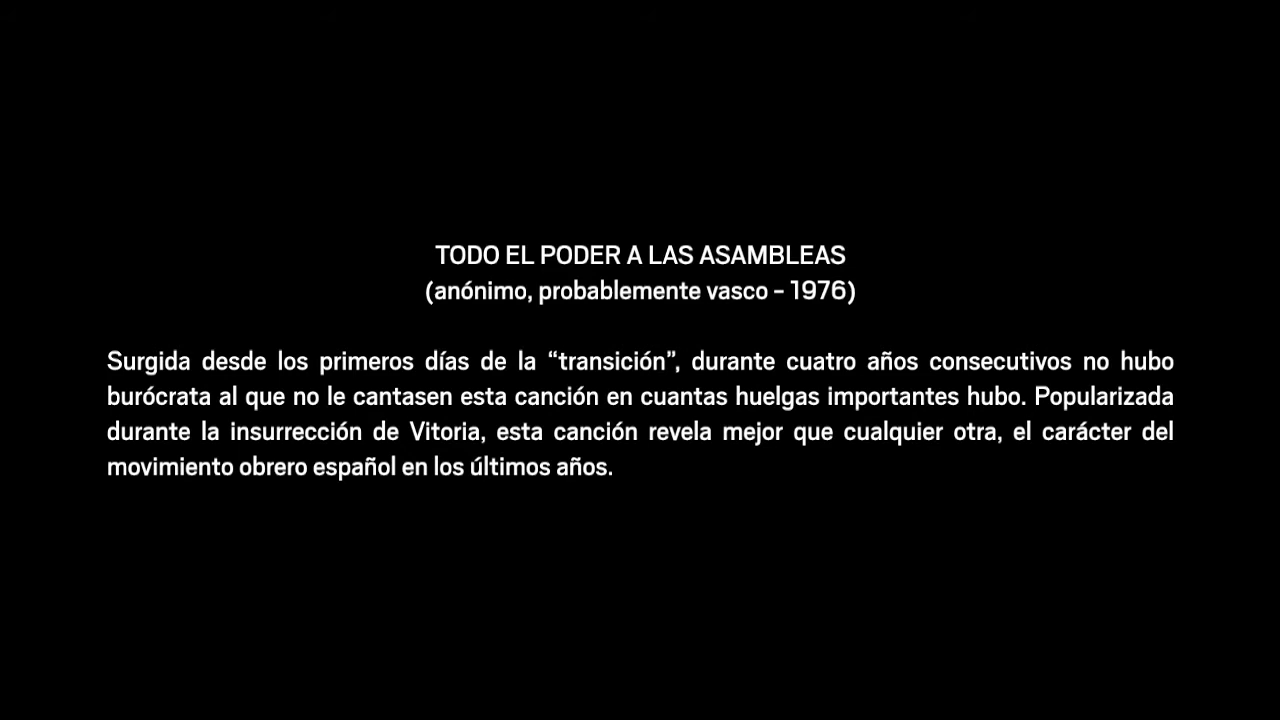 TODO EL PODER A LAS ASAMBLEAS
(anónimo, probablemente vasco - 1976)
Surgida desde los primeros días de la “transición”, durante cuatro años consecutivos no hubo
burócrata al que no le cantasen esta canción en cuantas huelgas importantes hubo. Popularizada
durante la insurrección de Vitoria, esta canción revela mejor que cualquier otra, el carácter del
movimiento obrero español en los últimos años.